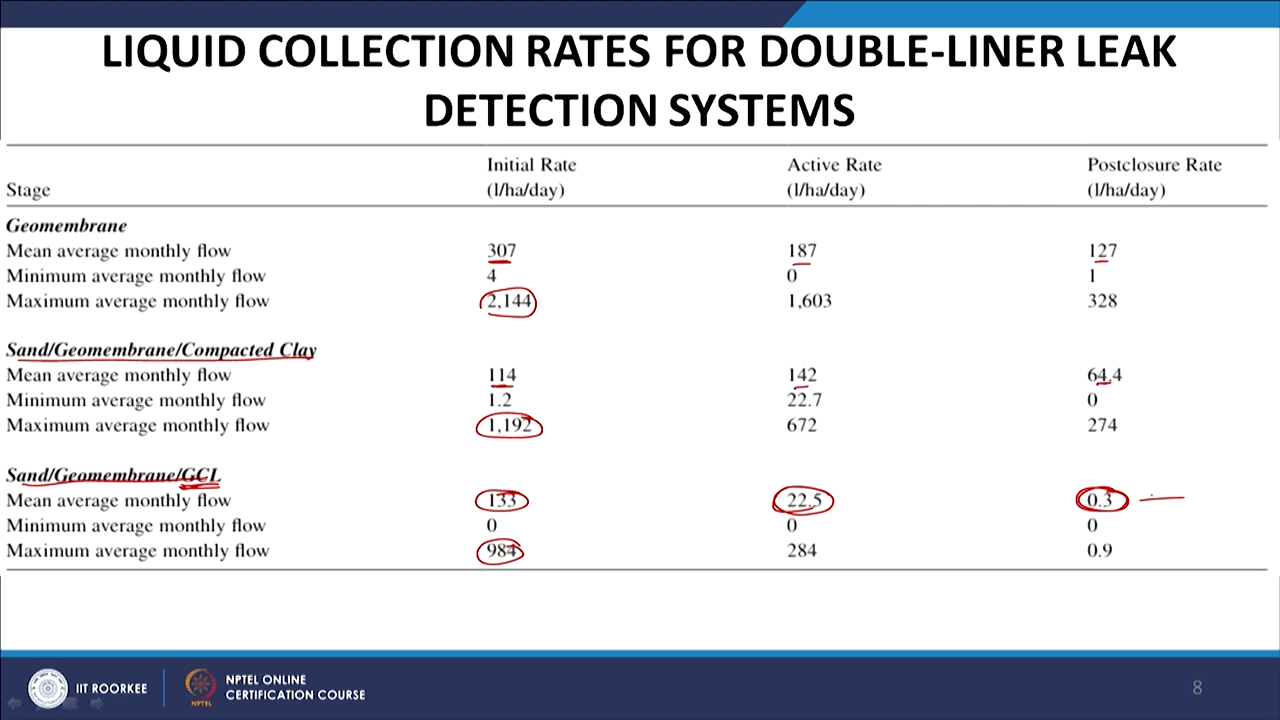 LIQUID COLLECTION RATES FOR DOUBLE-LINER LEAK
DETECTION SYSTEMS
Stage Initial Rate (l/ha/day) Active Rate (l/ha/day) Postclosure Rate (l/ha/day)
Geomembrane
Mean average monthly flow 307 187 127
Minimum average monthly flow 4 0 1
Maximum average monthly flow 2,144 1,603 328
Sand/Geomembrane/Compacted Clay
Mean average monthly flow 114 142 64.4
Minimum average monthly flow 1.2 22.7 0
Maximum average monthly flow 1,192 672 274
Sand/Geomembrane/GCL
Mean average monthly flow 133 22.5 0.3
Minimum average monthly flow 0 0 0
Maximum average monthly flow 984 284 0.9
IIT ROORKEE
NPTEL
NPTEL ONLINE
CERTIFICATION COURSE
8